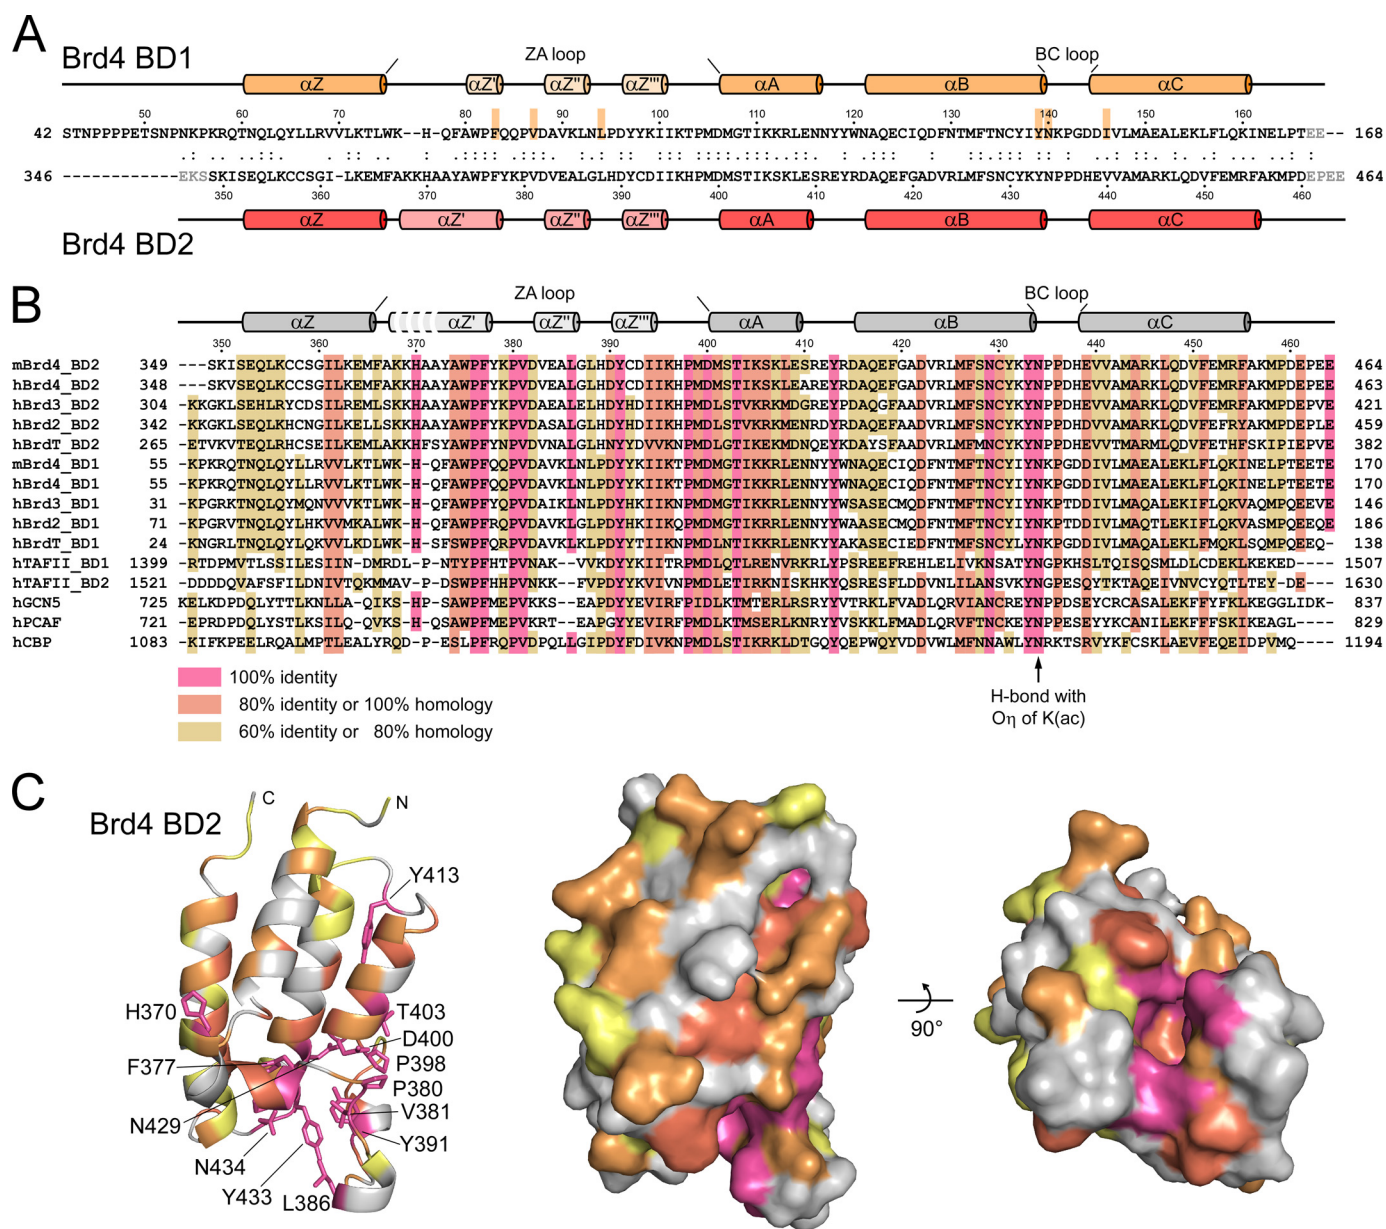 A
Brd4 BD1
ZA loop
BC loop
αZ αZ' αZ'' αZ''' αA αB αC
50 60 70 80 90 100 110 120 130 140 150 160
42 STNPPPPETSNPNKPKRQTNQLQYLLRVVLKTLWK--H-QFAWPFQQPVDAVKLNLPDYYKIIKTPMDMGTIKKRLENNYYWNAQECIQDFNTMFTNCYIYNKPGDDIVLMAEALEKLFLQKINELPTEE-- 168
346 ------------EKSSKISEQLKCCSGI-LKEMFAKKHAAYAWPFYKPVDVEALGLHDYCDIIKHPMDMSTIKSKLESREYRDAQEFGADVRLMFSNCYKYNPPDHEVVAMARKLQDVFEMRFAKMPDEPEE 464
350 360 370 380 390 400 410 420 430 440 450 460
αZ αZ' αZ'' αZ''' αA αB αC
Brd4 BD2
B
ZA loop
BC loop
αZ αZ' αZ'' αZ''' αA αB αC
350 360 370 380 390 400 410 420 430 440 450 460
mBrd4_BD2 349 ---SKISEQLKCCSGILKEMFAKKHAAYAWPFYKPVDVEALGLHDYCDIIKHPMDMSTIKSKLESREYRDAQEFGADVRLMFSNCYKYNPPDHEVVAMARKLQDVFEMRFAKMPDEPEE 464
hBrd4_BD2 348 ---SKVSEQLKCCSGILKEMFAKKHAAYAWPFYKPVDVEALGLHDYCDIIKHPMDMSTIKSKLEAREYRDAQEFGADVRLMFSNCYKYNPPDHEVVAMARKLQDVFEMRFAKMPDEPEE 463
hBrd3_BD2 304 -KKGKLSEHLRYCDSILREMLSKKHAAYAWPFYKPVDAEALELHDYHDIIKHPMDLSTVKRKMDGREYPDAQGFAADVRLMFSNCYKYNPPDHEVVAMARKLQDVFEMRFAKMPDEPVE 421
hBrd2_BD2 342 -KKGKLSEQLKHCNGILKELLSKKHAAYAWPFYKPVDASALGLHDYHDIIKHPMDLSTVKRKMENRDYRDAQEFAADVRLMFSNCYKYNPPDHDVVAMARKLQDVFEFRYAKMPDEPLE 459
hBrdT_BD2 265 -ETVKVTEQLRHCSEILKEMLAKKHFSYAWPFYNPVDVNALGLHNYYDVVKNPMDLGTIKEKMDNQEYKDAYSFAADVRLMFMNCYKYNPPDHEVVTMARMLQDVFETHFSKIPIEPVE 382
mBrd4_BD1 55 -KPKRQTNQLQYLLRVVLKTLWK-H-QFAWPFQQPVDAVKLNLPDYYKIIKTPMDMGTIKKRLENNYYWNAQECIQDFNTMFTNCYIYNKPGDDIVLMAEALEKLFLQKINELPTEETE 170
hBrd4_BD1 55 -KPKRQTNQLQYLLRVVLKTLWK-H-QFAWPFQQPVDAVKLNLPDYYKIIKTPMDMGTIKKRLENNYYWNAQECIQDFNTMFTNCYIYNKPGDDIVLMAEALEKLFLQKINELPTEETE 170
hBrd3_BD1 31 -KPGRKTNQLQYMQNVVVKTLWK-H-QFAWPFYQPVDAIKLNLPDYHKIIKNPMDMGTIKKRLENNYYWSASECMQDFNTMFTNCYIYNKPTDDIVLMAQALEKIFLQKVAQMPQEEVE 146
hBrd2_BD1 71 -KPGRVTNQLQYLHKVVMKALWK-H-QFAWPFRQPVDAVKLGLPDYHKIIKQPMDMGTIKRRLENNYYWAASECMQDFNTMFTNCYIYNKPTDDIVLMAQTLEKIFLQKVASMPQEEQE 186
hBrdT_BD1 24 -KNGRLTNQLQYLQKVVLKDLWK-H-SFSWPFQRPVDAVKLKLPDYYTIIKNPMDLNTIKKRLENKYYAKASECIEDFNTMFSNCYLYNKPGDDIVLMAQALEKLFMQKLSQMPQEEQ- 138
hTAFII_BD1 1399 -RTDPMVTLSSILESIIN-DMRDL-P-NTYPFHTPVNAK--VVKDYYKIITRPMDLQTLRENVRKRLYPSREEFREHLELIVKNSATYNGPKHSLTQISQSMLDLCDEKLKEKED---- 1507
hTAFII_BD2 1521 -DDDDQVAFSFILDNIVTQKMMAV-P-DSWPFHHPVNKK--FVPDYYKVIVNPMDLETIRKNISKHKYQSRESFLDDVNLILANSVKYNGPESQYTKTAQEIVNVCYQTLTEY-DE--- 1630
hGCN5 725 KELKDPDQLYTTLKNLLA-QIKS-H-PSAWPFMEPVKKS--EAPDYYEVIRFPIDLKTMTERLRSRYYVTRKLFVADLQRVIANCREYNPPDSEYCRCASALEKFFYFKLKEGGLIDK- 837
hPCAF 721 -EPRDPDQLYSTLKSILQ-QVKS-H-QSAWPFMEPVKRT--EAPGYYEVIRFPMDLKTMSERLKNRYYVSKKLFMADLQRVFTNCKEYNPPESEYYKCANILEKFFFSKIKEAGL---- 829
hCBP 1083 -KIFKPEELRQALMPTLEALYRQD-P-ESLPFRQPVDPQLLGIPDYFDIVKNPMDLSTIKRKLDTGQYQEPWQYVDDVWLMFNNAWLYNRKTSRVYKFCSKLAEVFEQEIDPVMQ---- 1194
100% identity
80% identity or 100% homology
60% identity or 80% homology
H-bond with
Oη of K(ac)
C
Brd4 BD2
C
N
Y413
H370
T403
D400
F377
P398
P380
V381
N429
Y391
N434
Y433
L386
90°